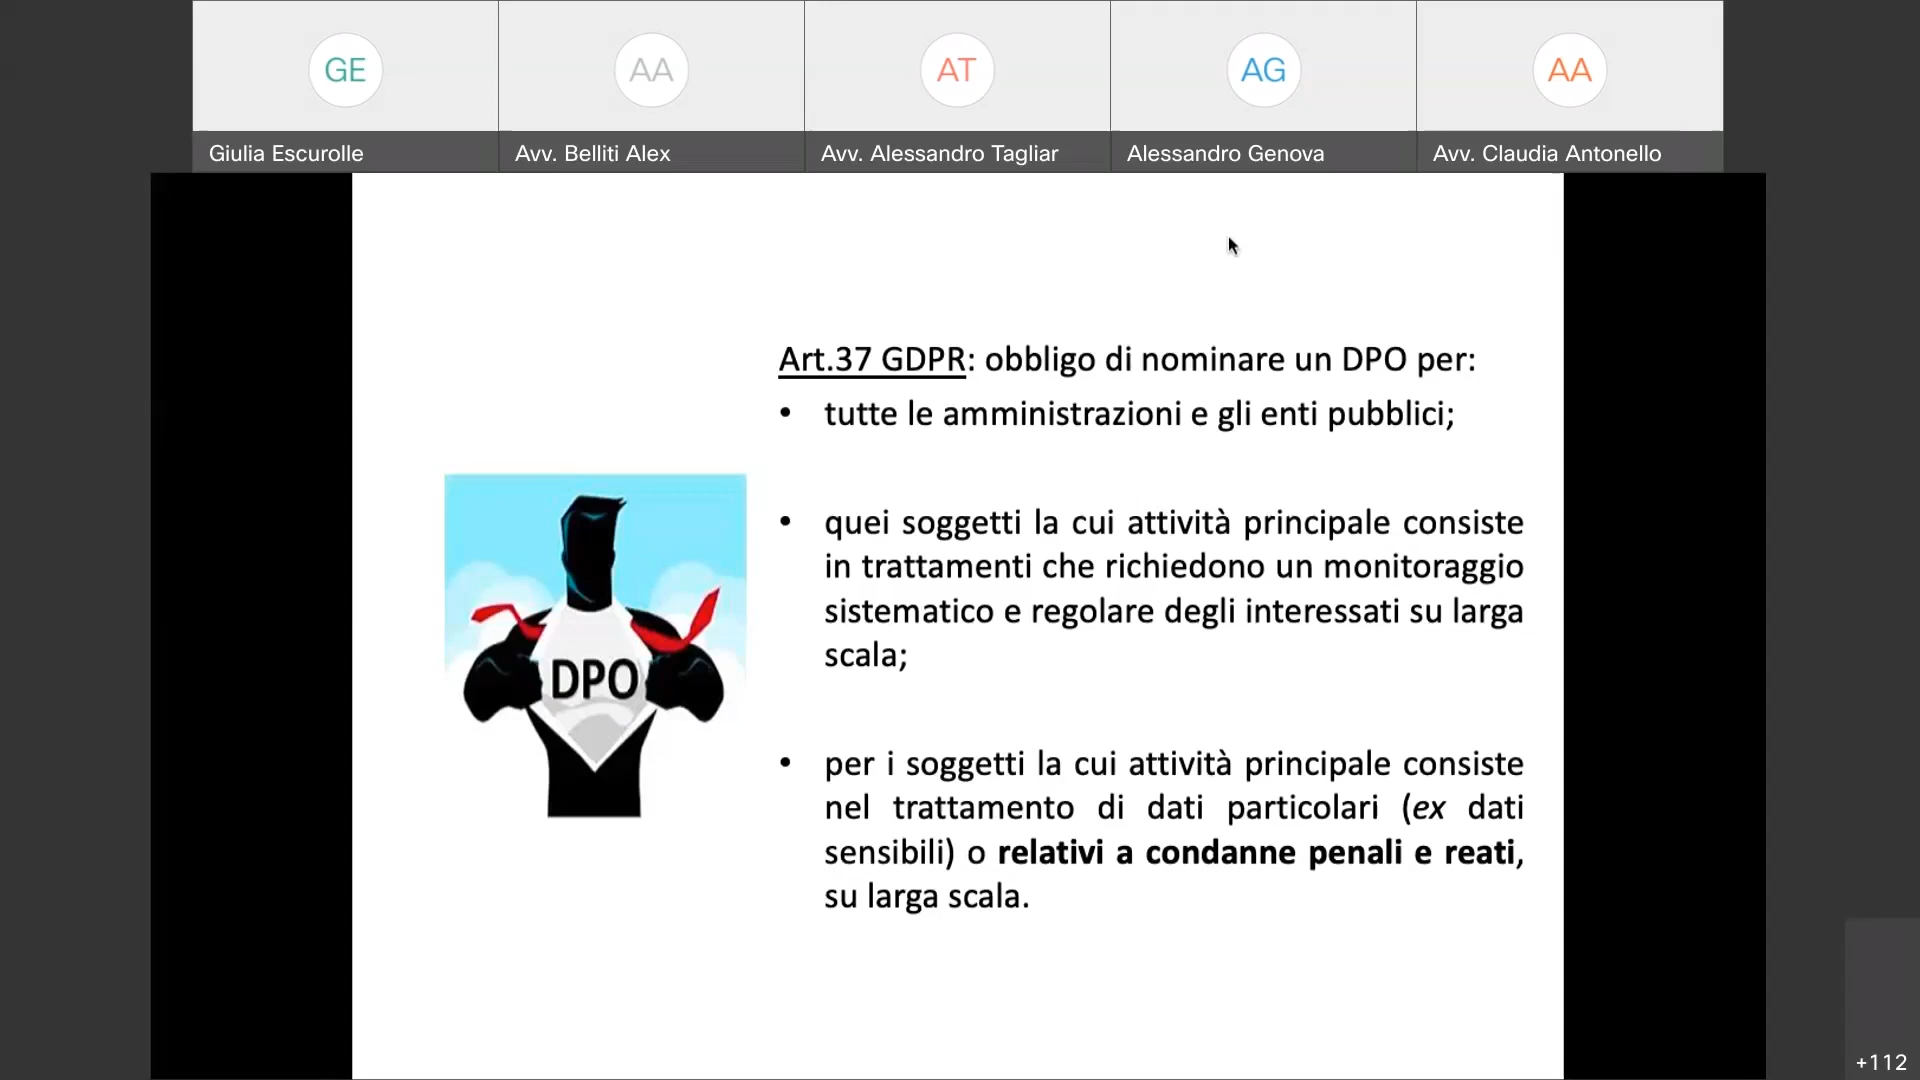 GE
AA
AT
AG
AA
Giulia Escurolle
Avv. Belliti Alex
Avv. Alessandro Tagliar
Alessandro Genova
Avv. Claudia Antonello
Art.37 GDPR: obbligo di nominare un DPO per:
• tutte le amministrazioni e gli enti pubblici;
• quei soggetti la cui attività principale consiste
in trattamenti che richiedono un monitoraggio
sistematico e regolare degli interessati su larga
scala;
DPO
• per i soggetti la cui attività principale consiste
nel trattamento di dati particolari (ex dati
sensibili) o relativi a condanne penali e reati,
su larga scala.
+112